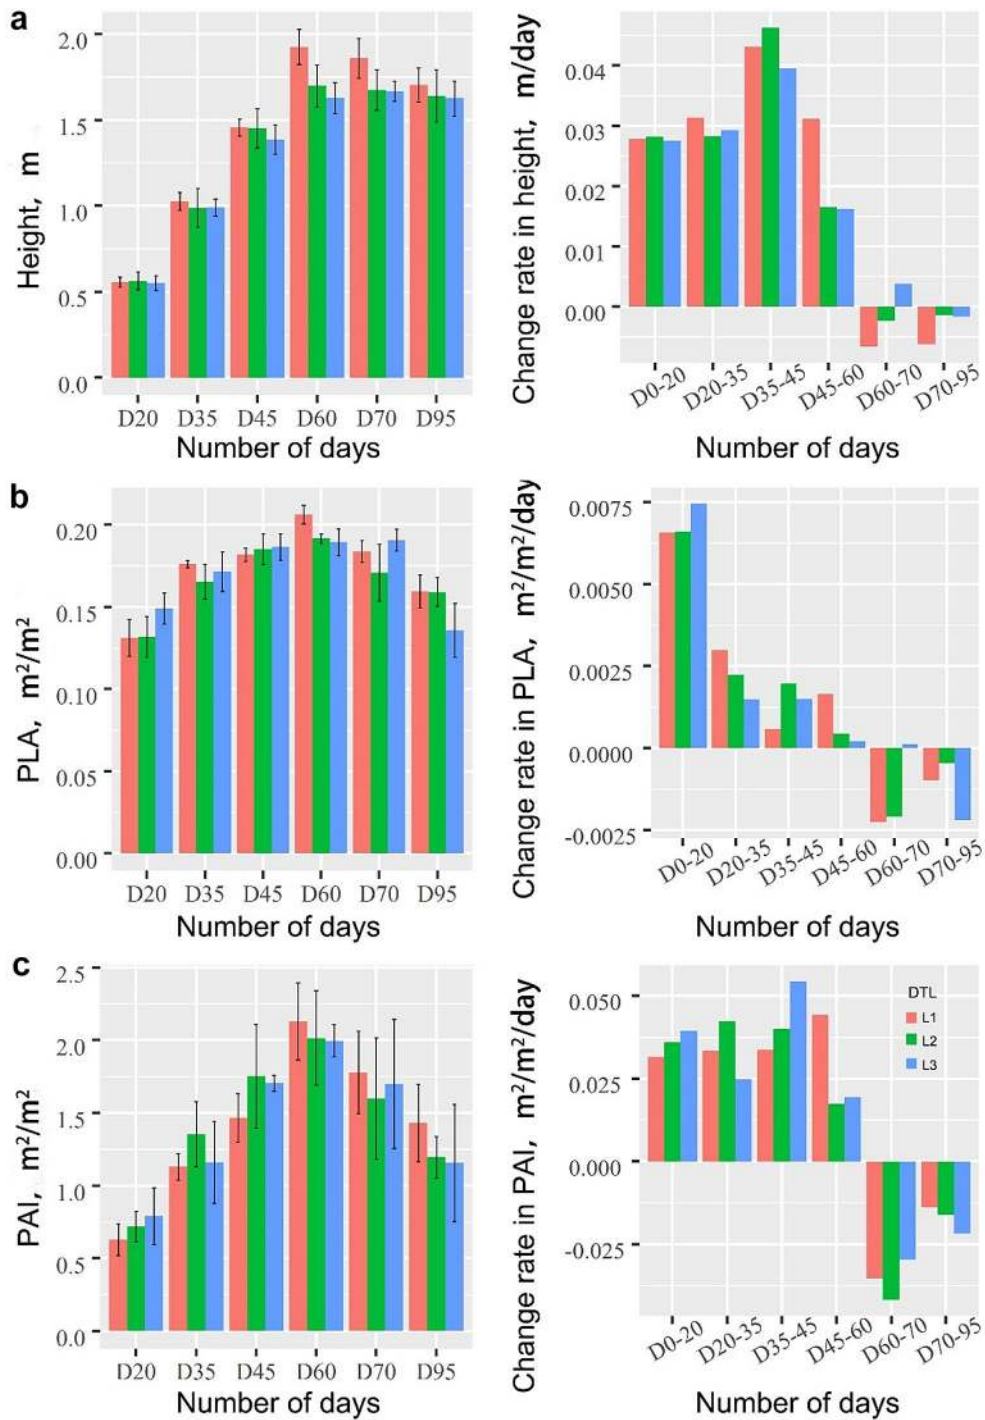 a
Height, m
2.0
1.5
1.0
0.5
0.0
D20 D35 D45 D60 D70 D95
Number of days
Change rate in height, m/day
0.04
0.03
0.02
0.01
0.00
D0-20 D20-35 D35-45 D45-60 D60-70 D70-95
Number of days
b
PLA, m²/m²
0.20
0.15
0.10
0.05
0.00
D20 D35 D45 D60 D70 D95
Number of days
Change rate in PLA, m²/m²/day
0.0075
0.0050
0.0025
0.0000
-0.0025
D0-20 D20-35 D35-45 D45-60 D60-70 D70-95
Number of days
c
PAI, m²/m²
2.5
2.0
1.5
1.0
0.5
0.0
D20 D35 D45 D60 D70 D95
Number of days
Change rate in PAI, m²/m²/day
0.050
0.025
0.000
-0.025
DTL
L1
L2
L3
D0-20 D20-35 D35-45 D45-60 D60-70 D70-95
Number of days